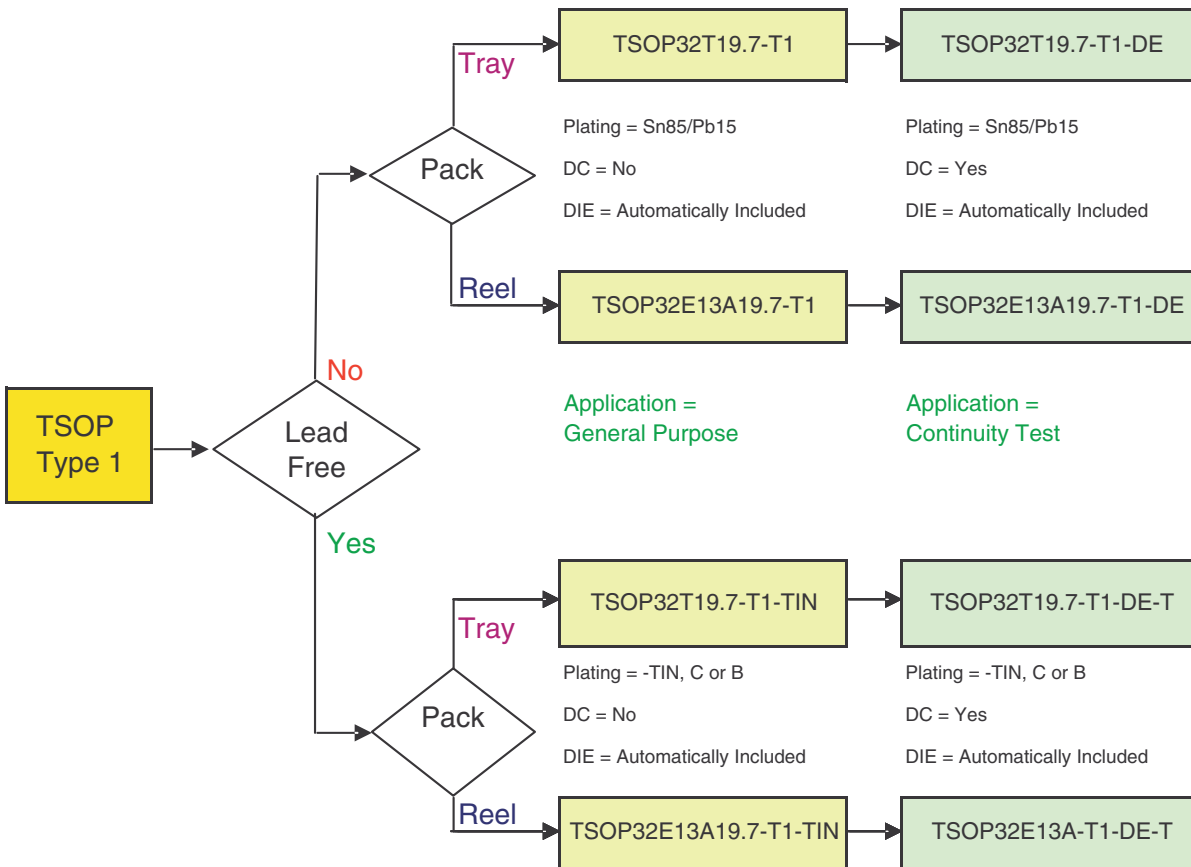 TSOP
Type 1
Lead
Free
No
Yes
Pack
Tray
Reel
TSOP32T19.7-T1
TSOP32T19.7-T1-DE
Plating = Sn85/Pb15
DC = No
DIE = Automatically Included
Plating = Sn85/Pb15
DC = Yes
DIE = Automatically Included
TSOP32E13A19.7-T1
TSOP32E13A19.7-T1-DE
Application =
General Purpose
Application =
Continuity Test
Pack
Tray
Reel
TSOP32T19.7-T1-TIN
TSOP32T19.7-T1-DE-T
Plating = -TIN, C or B
DC = No
DIE = Automatically Included
Plating = -TIN, C or B
DC = Yes
DIE = Automatically Included
TSOP32E13A19.7-T1-TIN
TSOP32E13A-T1-DE-T